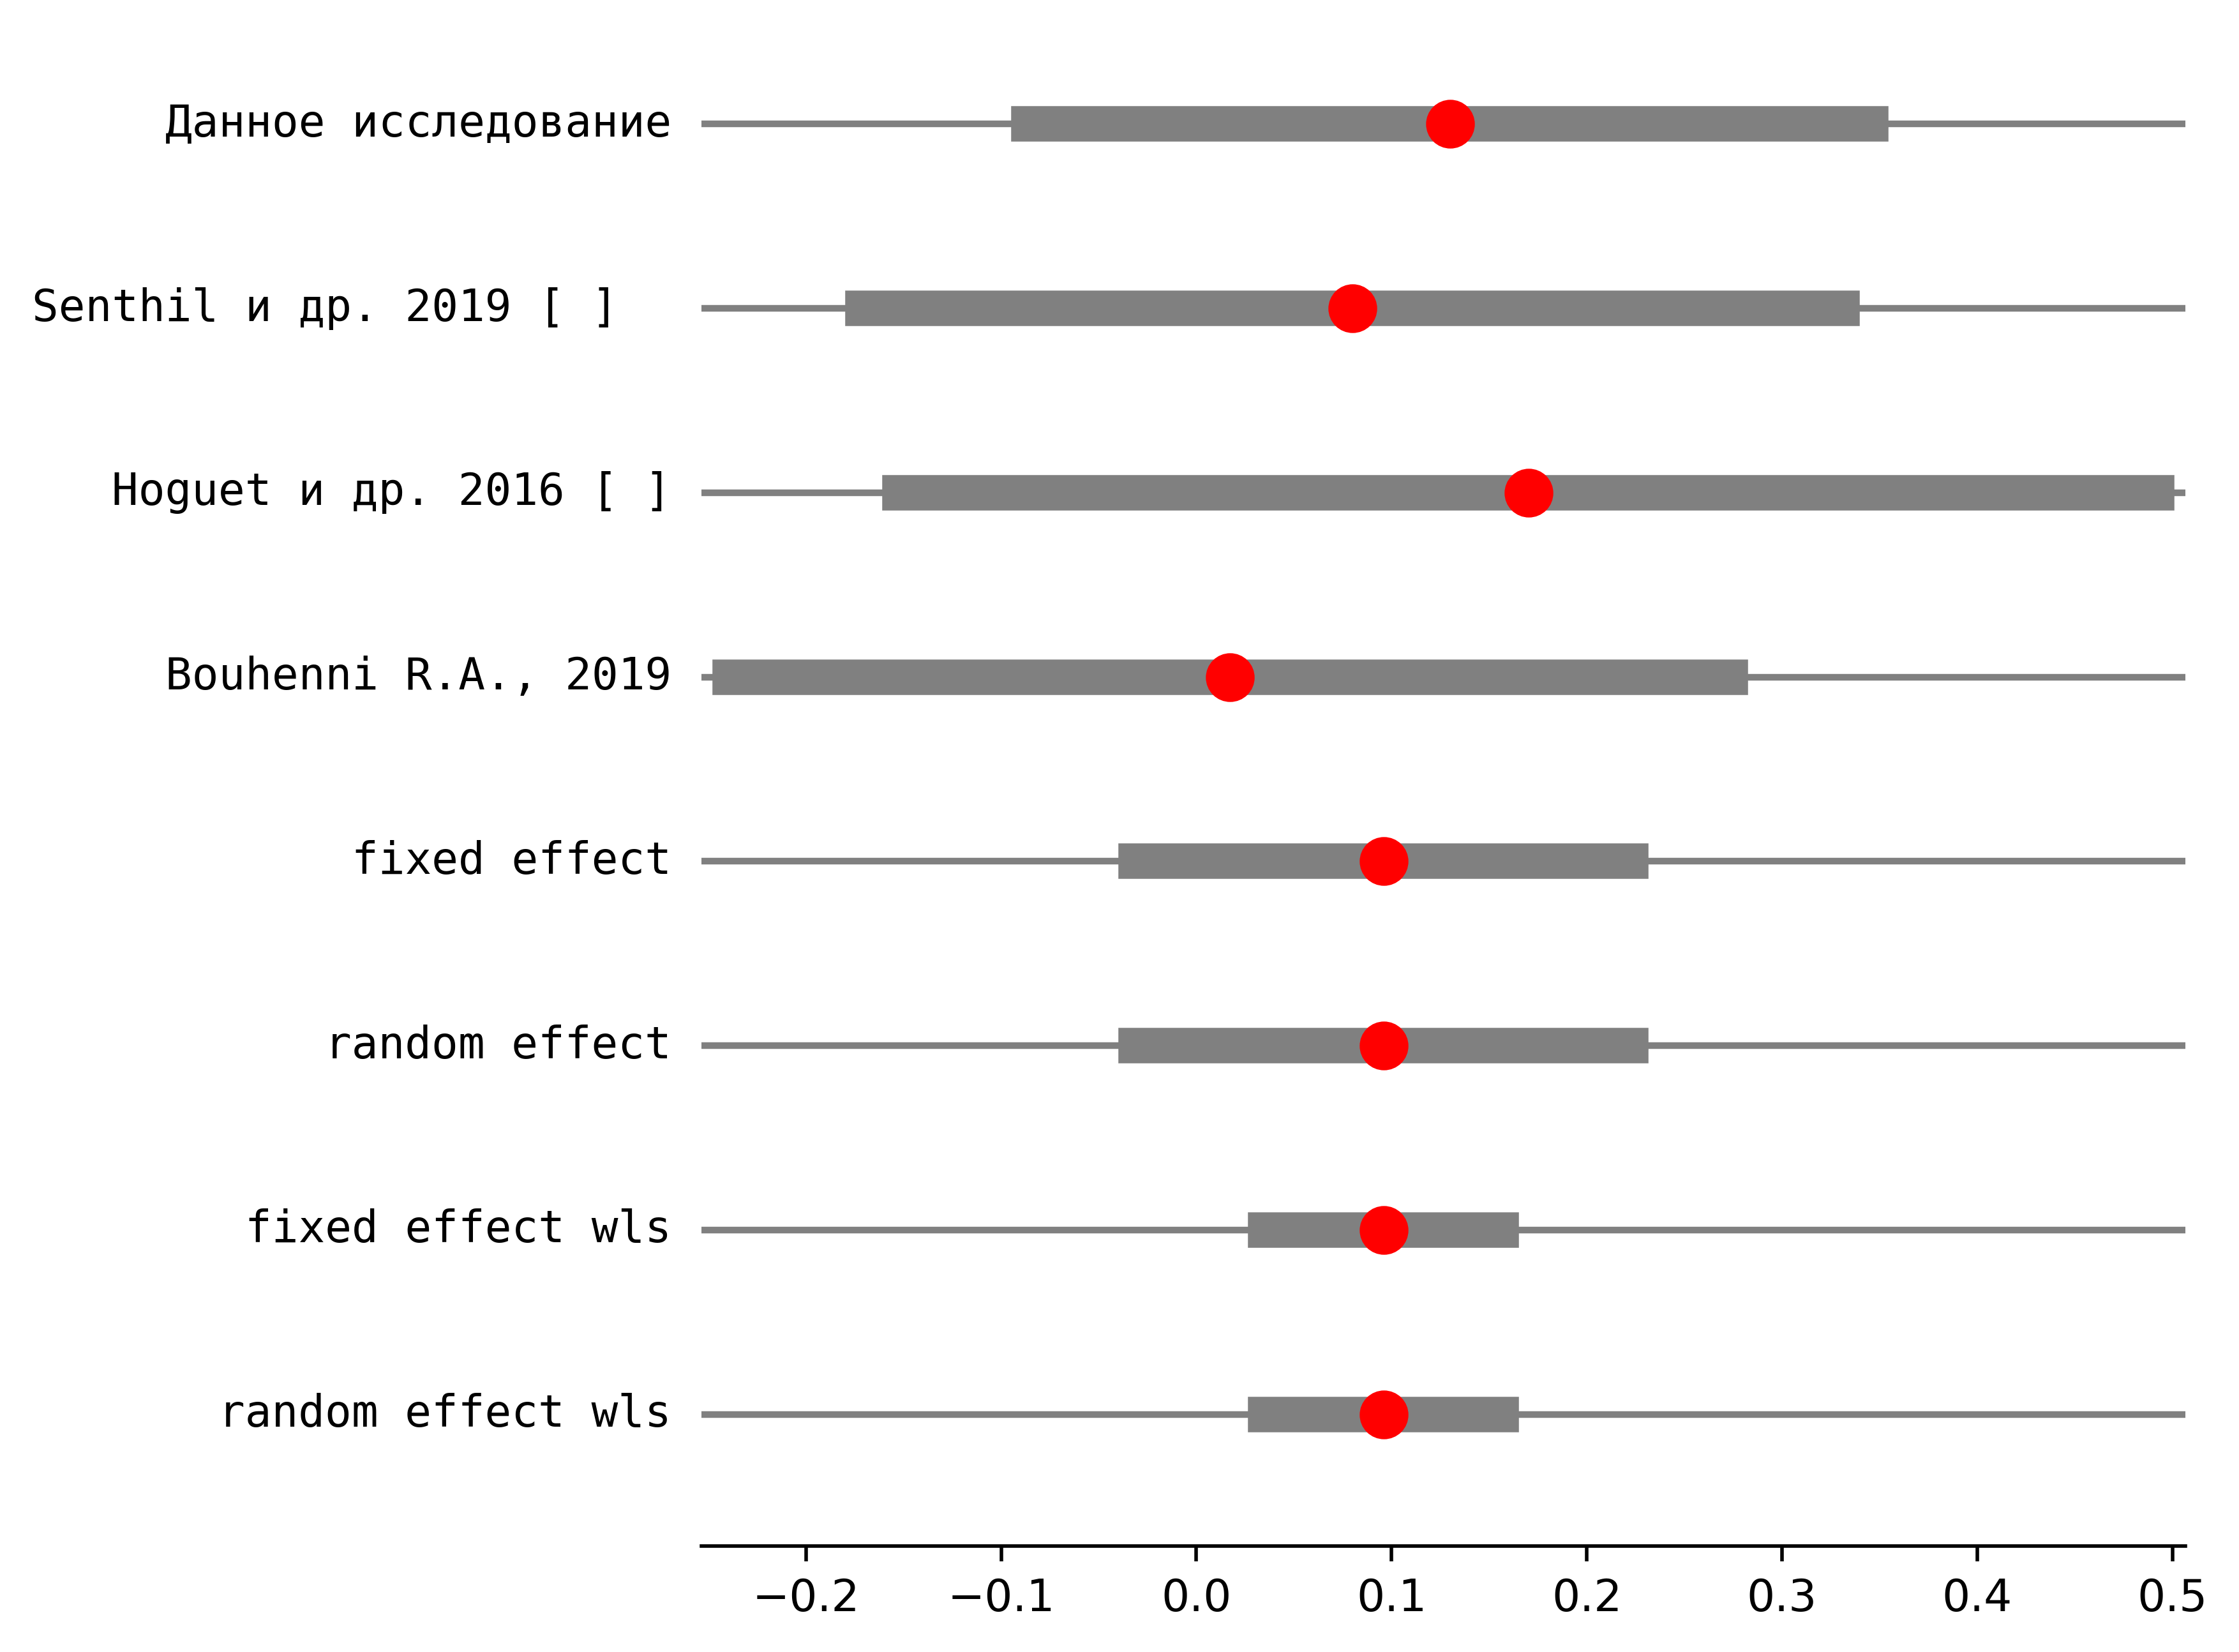 Данное исследование
Senthil и др. 2019 [ ]
Hoguet и др. 2016 [ ]
Bouhenni R.A., 2019
fixed effect
random effect
fixed effect wls
random effect wls
−0.2 −0.1 0.0 0.1 0.2 0.3 0.4 0.5